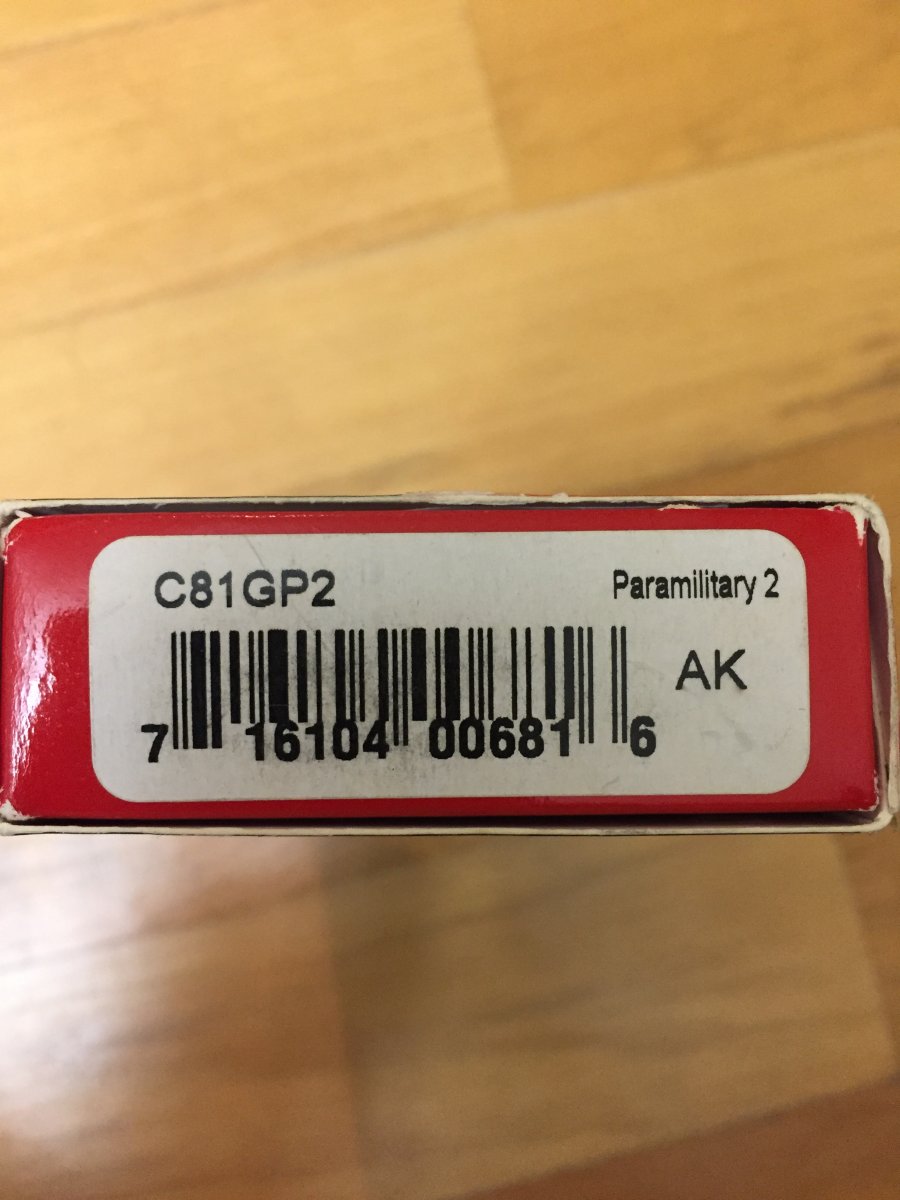 C81GP2 Paramilitary 2
AK
7 16104 00681 6